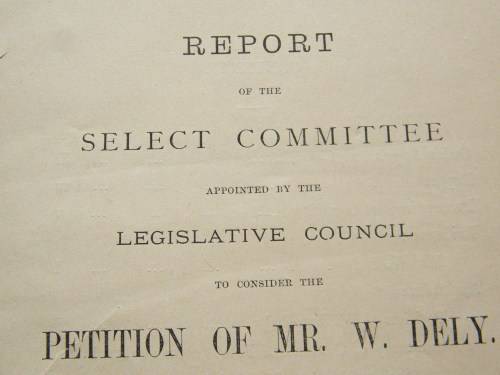 REPORT
OF THE
SELECT COMMITTEE
APPOINTED BY THE
LEGISLATIVE COUNCIL
TO CONSIDER THE
PETITION OF MR. W. DELY.